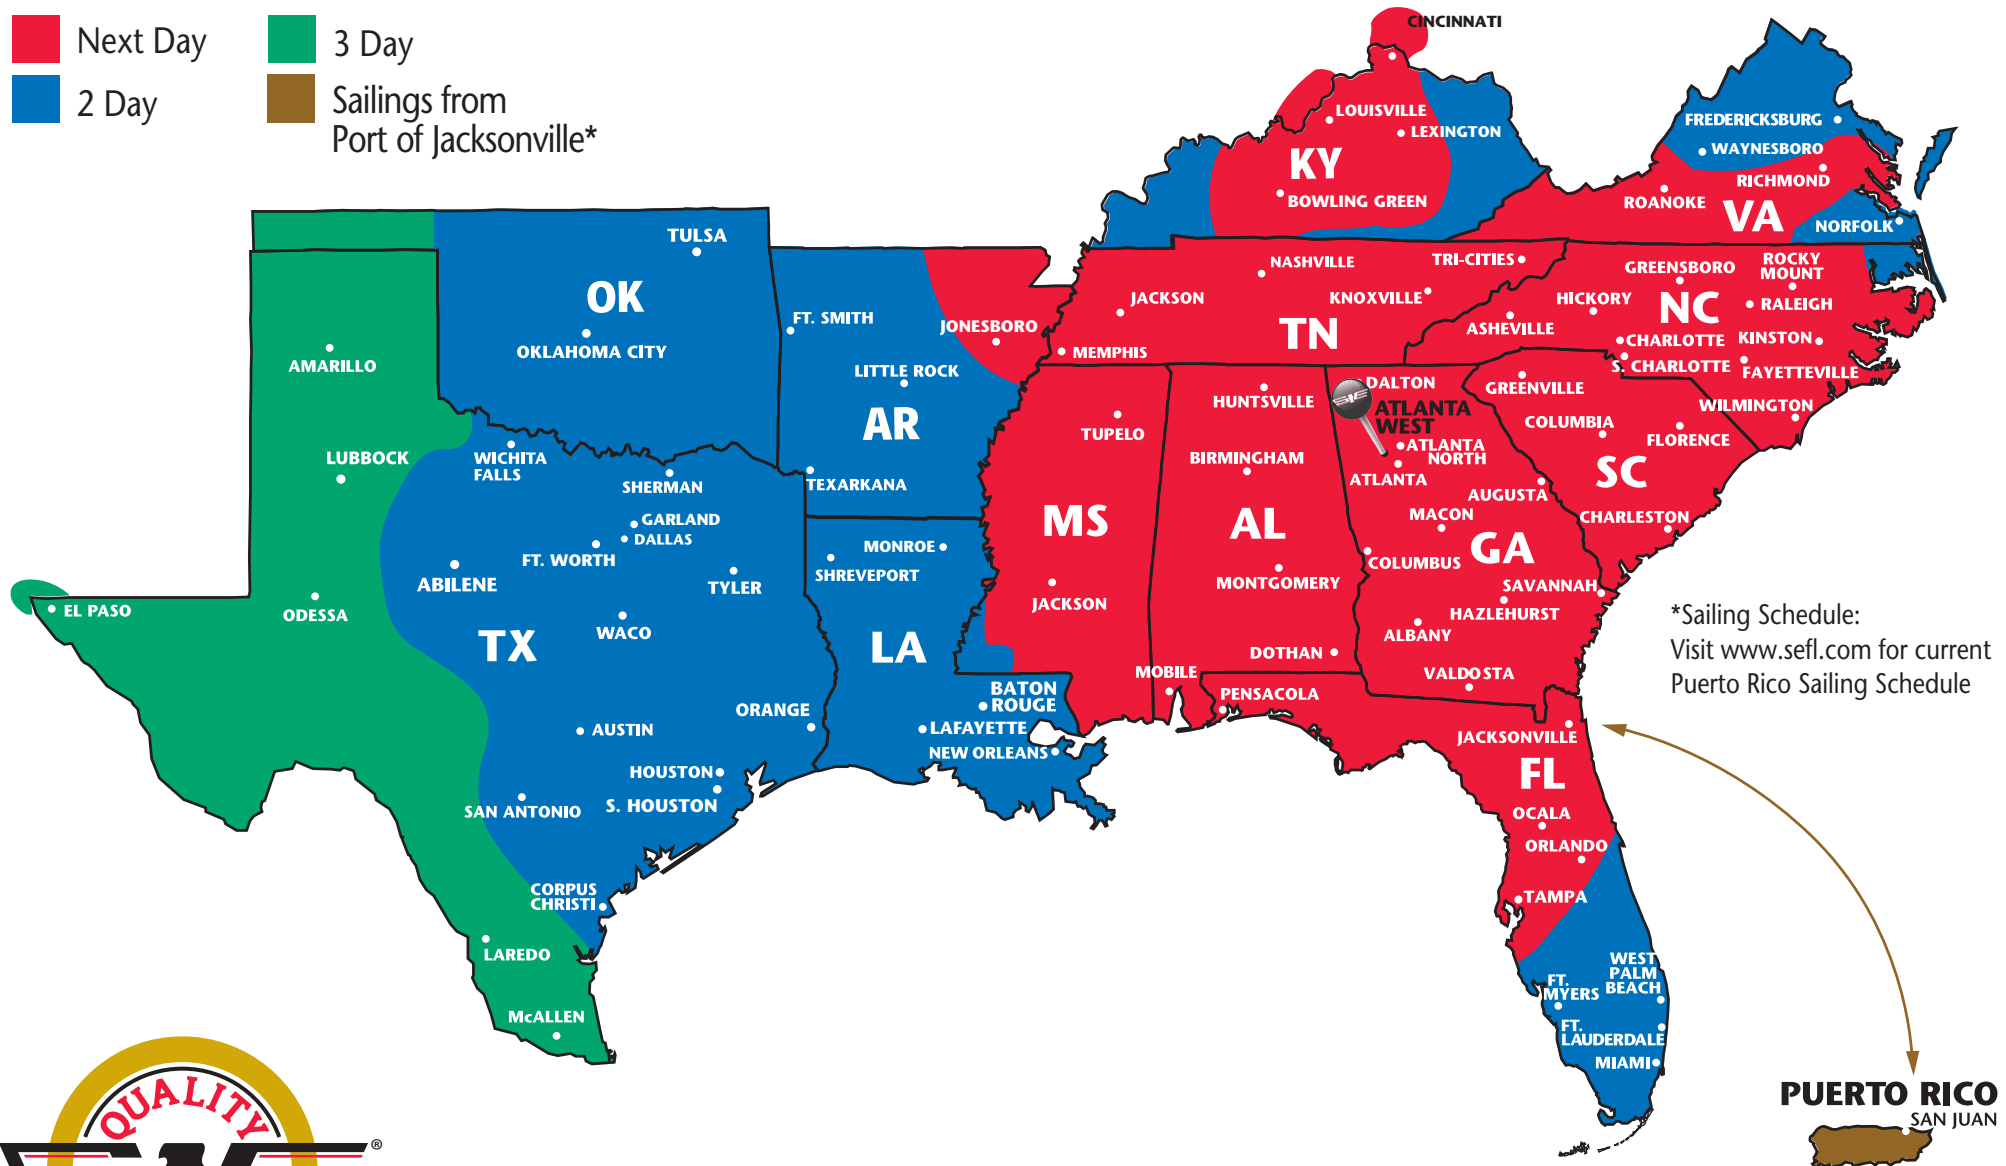 Next Day
2 Day
3 Day
Sailings from
Port of Jacksonville*
CINCINNATI
LOUISVILLE
LEXINGTON
KY
BOWLING GREEN
FREDERICKSBURG
WAYNESBORO
RICHMOND
ROANOKE
VA
NORFOLK
TULSA
OK
OKLAHOMA CITY
FT. SMITH
JONESBORO
LITTLE ROCK
AR
TEXARKANA
NASHVILLE
TRI-CITIES
JACKSON
KNOXVILLE
TN
MEMPHIS
GREENSBORO
ROCKY
MOUNT
HICKORY
NC
RALEIGH
ASHEVILLE
CHARLOTTE
KINSTON
S. CHARLOTTE
FAYETTEVILLE
WILMINGTON
GREENVILLE
COLUMBIA
FLORENCE
SC
CHARLESTON
AMARILLO
LUBBOCK
WICHITA
FALLS
SHERMAN
GARLAND
DALLAS
FT. WORTH
ABILENE
TYLER
EL PASO
ODESSA
WACO
TX
AUSTIN
ORANGE
HOUSTON
S. HOUSTON
SAN ANTONIO
CORPUS
CHRISTI
LAREDO
McALLEN
MONROE
SHREVEPORT
LA
BATON
ROUGE
LAFAYETTE
NEW ORLEANS
TUPELO
MS
JACKSON
HUNTSVILLE
BIRMINGHAM
AL
MONTGOMERY
DOTHAN
MOBILE
DALTON
ATLANTA
WEST
ATLANTA
NORTH
ATLANTA
AUGUSTA
MACON
GA
COLUMBUS
SAVANNAH
HAZLEHURST
ALBANY
VALDOSTA
PENSACOLA
JACKSONVILLE
FL
OCALA
ORLANDO
TAMPA
WEST
PALM
BEACH
FT.
MYERS
FT.
LAUDERDALE
MIAMI
*Sailing Schedule:
Visit www.sefl.com for current
Puerto Rico Sailing Schedule
PUERTO RICO
SAN JUAN
QUALITY
®